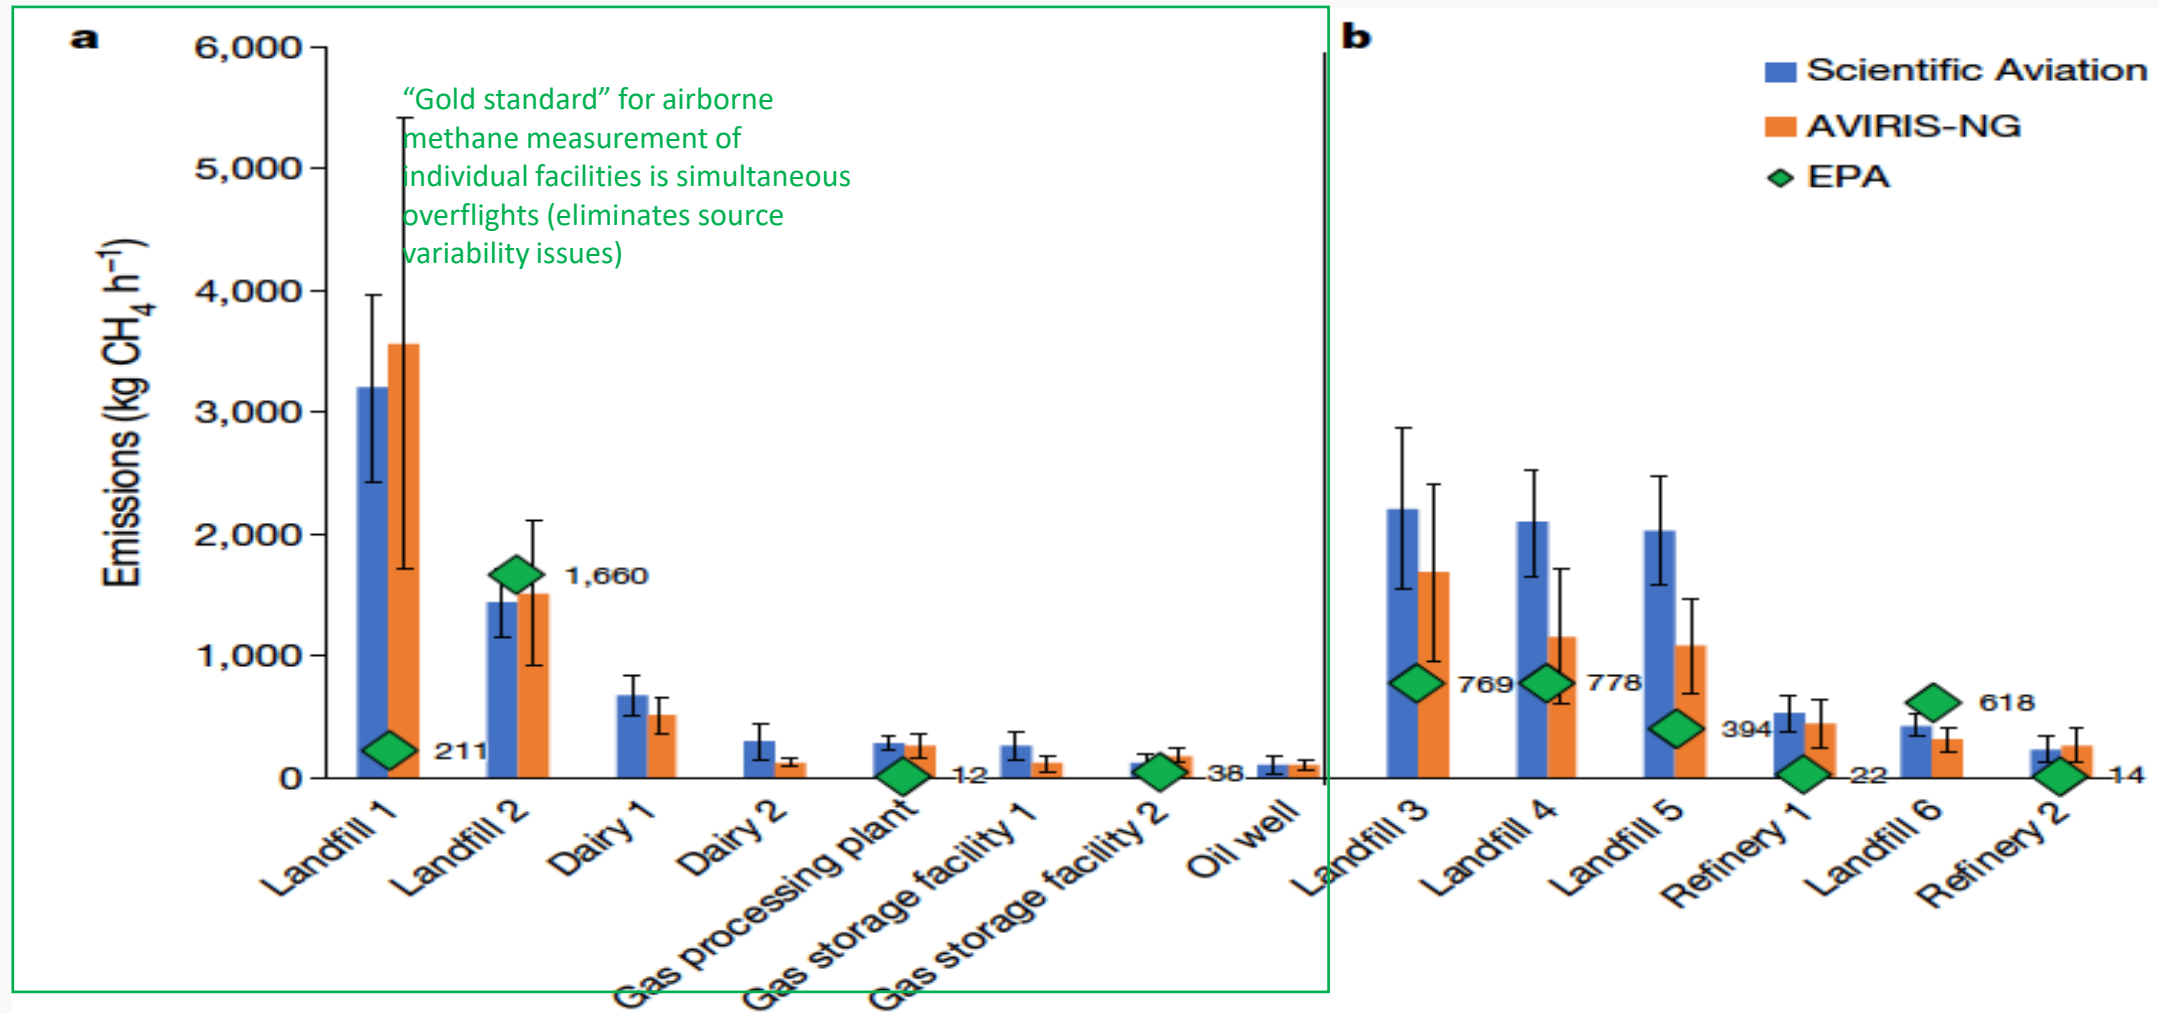 a
6,000
5,000
4,000
3,000
2,000
1,000
0
Emissions (kg CH₄ h⁻¹)
“Gold standard” for airborne
methane measurement of
individual facilities is simultaneous
overflights (eliminates source
variability issues)
211
1,660
12
38
Landfill 1
Landfill 2
Dairy 1
Dairy 2
Gas processing plant
Gas storage facility 1
Gas storage facility 2
Oil well
b
Scientific Aviation
AVIRIS-NG
EPA
769
778
394
22
618
14
Landfill 3
Landfill 4
Landfill 5
Refinery 1
Landfill 6
Refinery 2